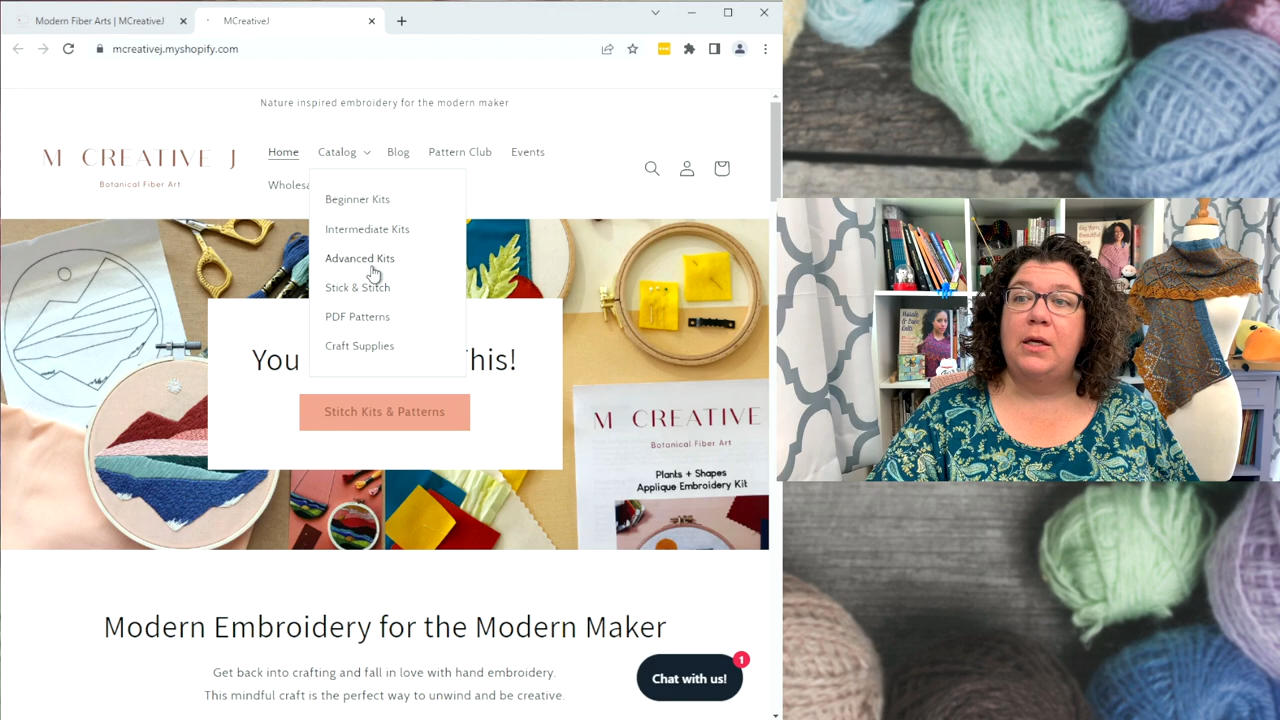 Modern Fiber Arts | MCreativeJ
MCreativeJ
mcreativej.myshopify.com
Nature inspired embroidery for the modern maker
M CREATIVE J
Botanical Fiber Art
Home
Catalog
Blog
Pattern Club
Events
Beginner Kits
Intermediate Kits
Advanced Kits
Stick & Stitch
PDF Patterns
Craft Supplies
You
This!
Stitch Kits & Patterns
M CREATIVE
Botanical Fiber Art
Plants + Shapes
Applique Embroidery Kit
Modern Embroidery for the Modern Maker
Get back into crafting and fall in love with hand embroidery.
This mindful craft is the perfect way to unwind and be creative.
Chat with us!
1